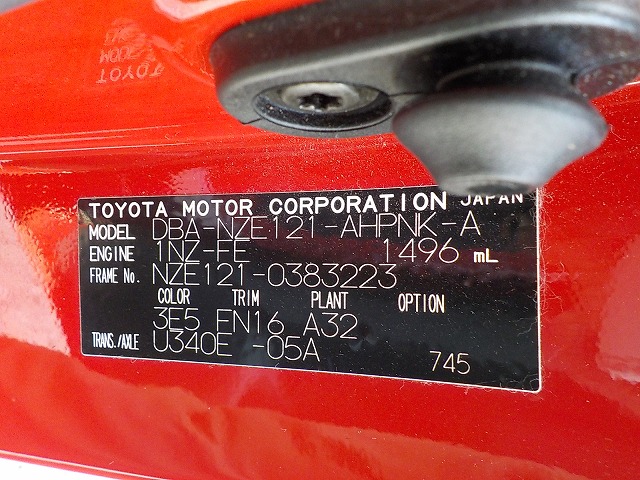 TOYOTA MOTOR CORPORATION JAPAN
MODEL DBA-NZE121-AHPNK-A
ENGINE 1NZ-FE 1496 mL
FRAME No. NZE121-0383223
COLOR TRIM PLANT OPTION
3E5 FN16 A32
TRANS./AXLE U340E -05A
745